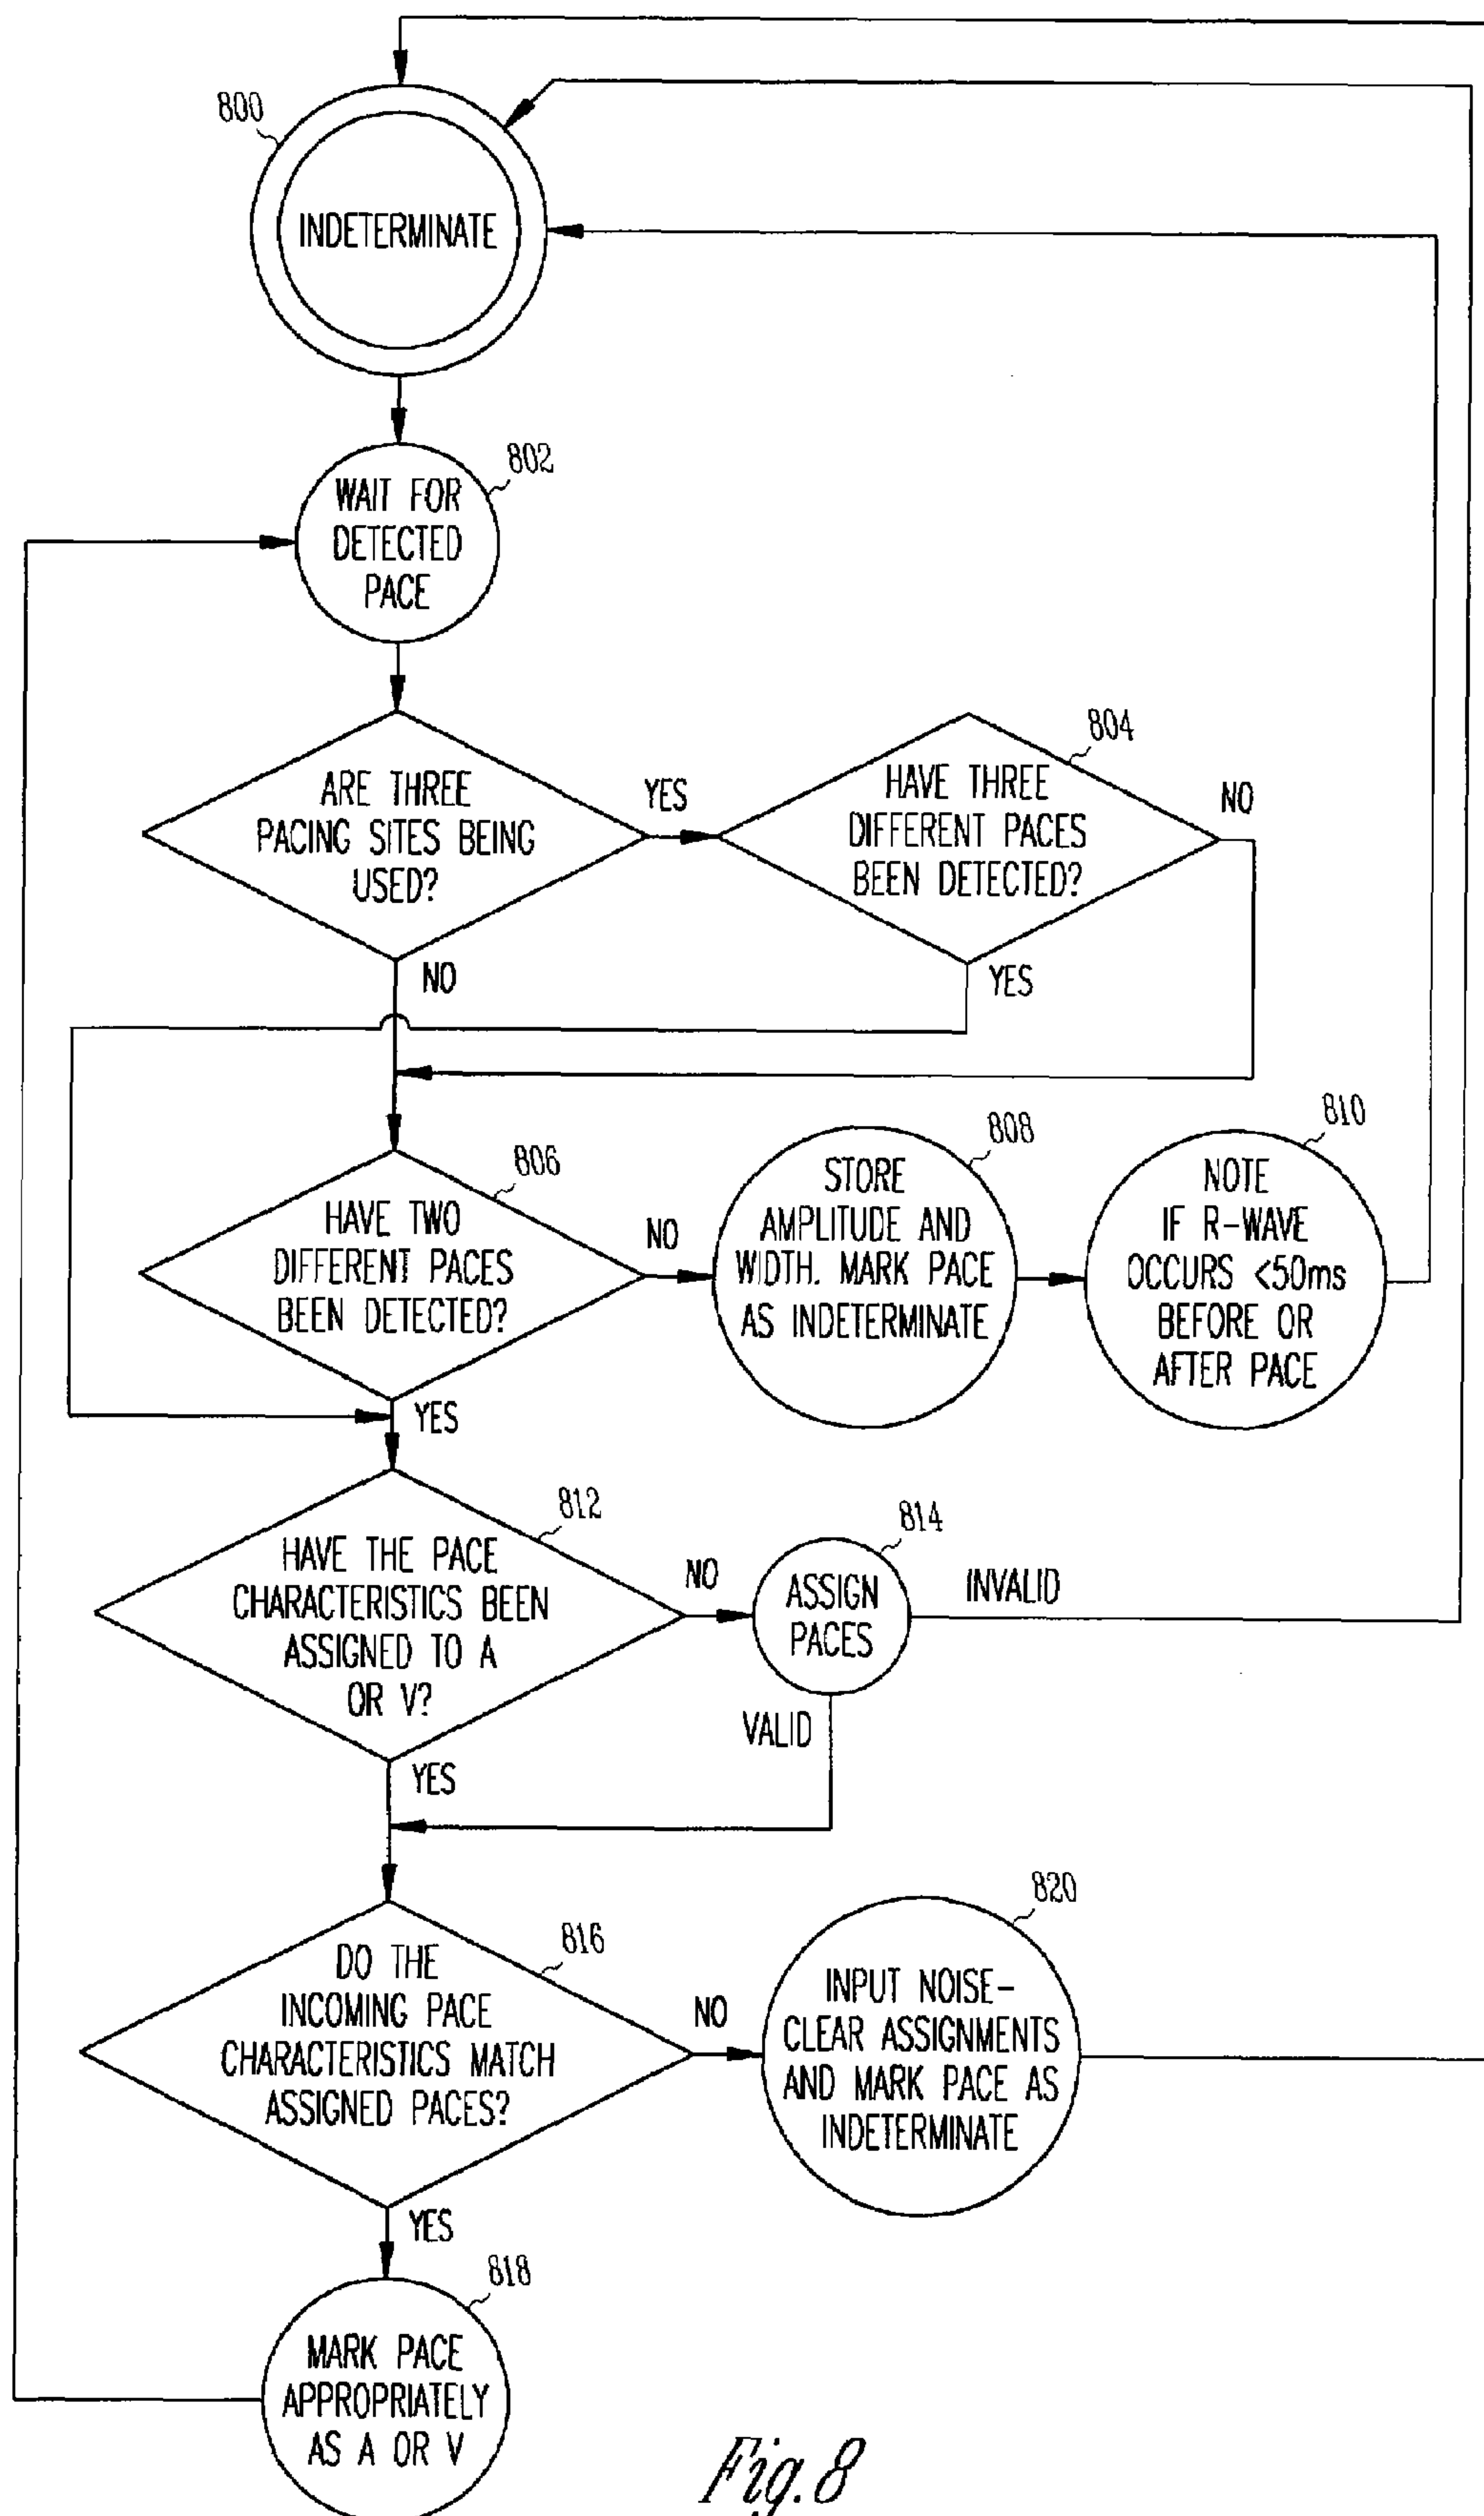 800
INDETERMINATE
802
WAIT FOR
DETECTED
PACE
ARE THREE
PACING SITES BEING
USED?
YES
804
HAVE THREE
DIFFERENT PACES
BEEN DETECTED?
NO
NO
YES
806
HAVE TWO
DIFFERENT PACES
BEEN DETECTED?
NO
808
STORE
AMPLITUDE AND
WIDTH. MARK PACE
AS INDETERMINATE
810
NOTE
IF R-WAVE
OCCURS <50ms
BEFORE OR
AFTER PACE
YES
812
HAVE THE PACE
CHARACTERISTICS BEEN
ASSIGNED TO A
OR V?
NO
814
ASSIGN
PACES
INVALID
VALID
YES
816
DO THE
INCOMING PACE
CHARACTERISTICS MATCH
ASSIGNED PACES?
NO
820
INPUT NOISE-
CLEAR ASSIGNMENTS
AND MARK PACE AS
INDETERMINATE
YES
818
MARK PACE
APPROPRIATELY
AS A OR V
Fig.8